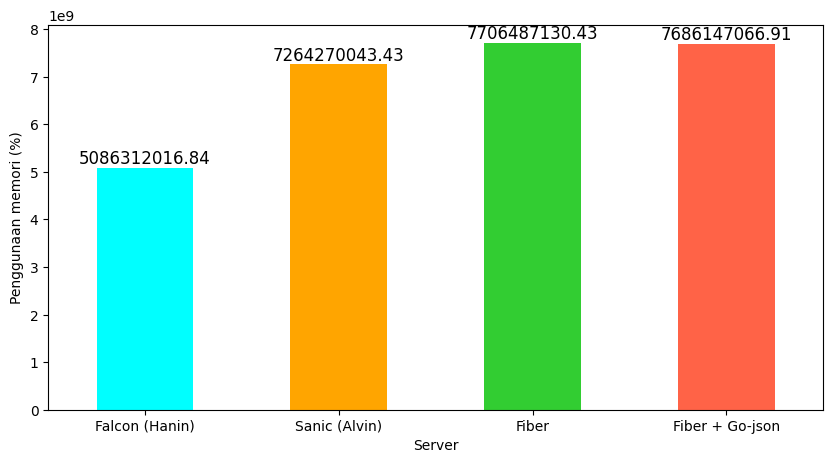 1e9
8
7
6
5
4
3
2
1
0
Penggunaan memori (%)
5086312016.84
7264270043.43
7706487130.43
7686147066.91
Falcon (Hanin)
Sanic (Alvin)
Fiber
Fiber + Go-json
Server